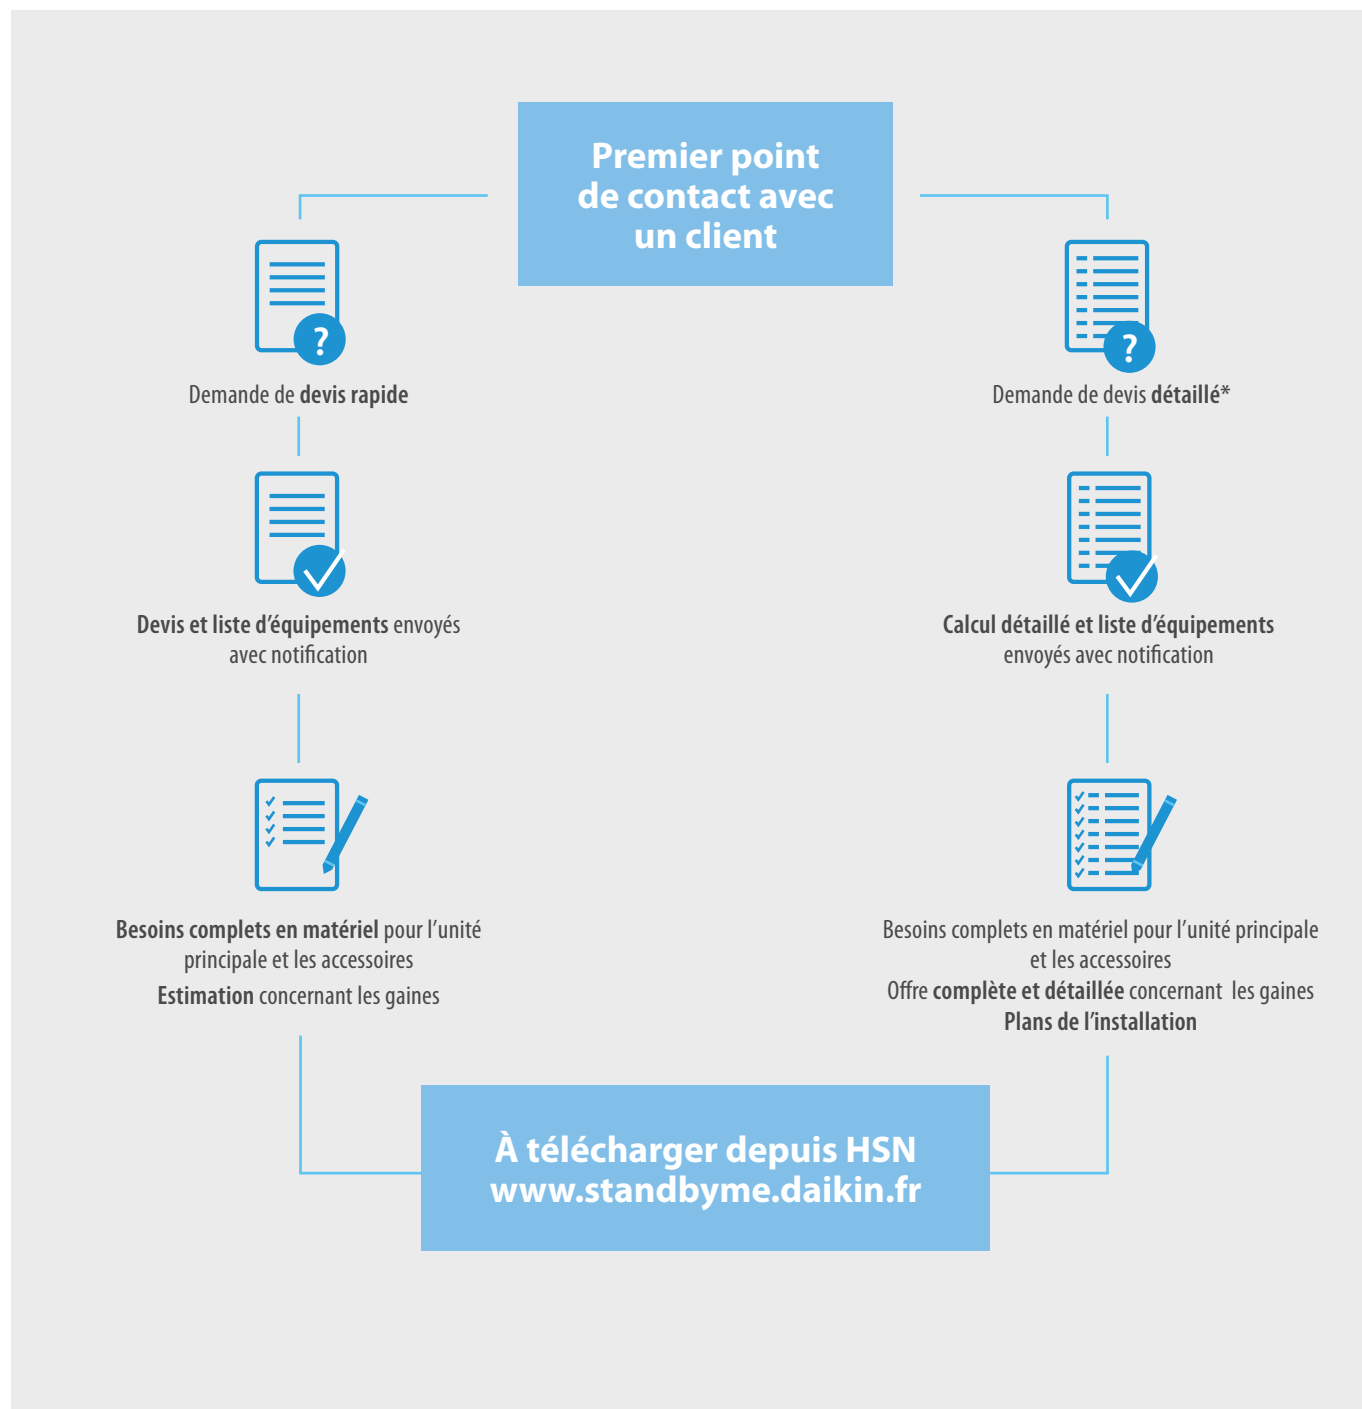 Premier point
de contact avec
un client
?
Demande de devis rapide
Devis et liste d’équipements envoyés
avec notification
Besoins complets en matériel pour l’unité
principale et les accessoires
Estimation concernant les gaines
?
Demande de devis détaillé*
Calcul détaillé et liste d’équipements
envoyés avec notification
Besoins complets en matériel pour l’unité principale
et les accessoires
Offre complète et détaillée concernant les gaines
Plans de l’installation
À télécharger depuis HSN
www.standbyme.daikin.fr